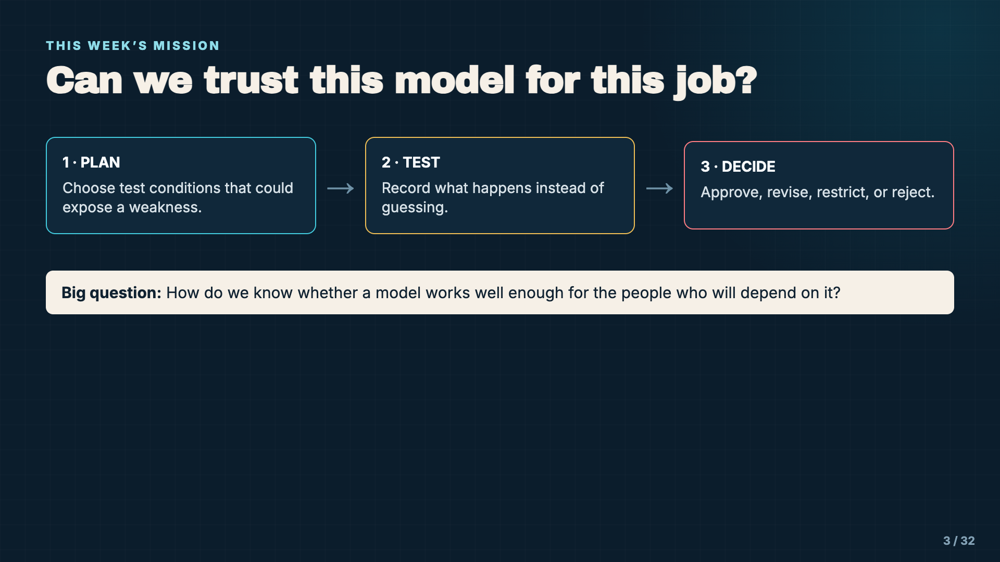 THIS WEEK’S MISSION
Can we trust this model for this job?
1 · PLAN
Choose test conditions that could
expose a weakness.
→
2 · TEST
Record what happens instead of
guessing.
→
3 · DECIDE
Approve, revise, restrict, or reject.
Big question: How do we know whether a model works well enough for the people who will depend on it?
3 / 32